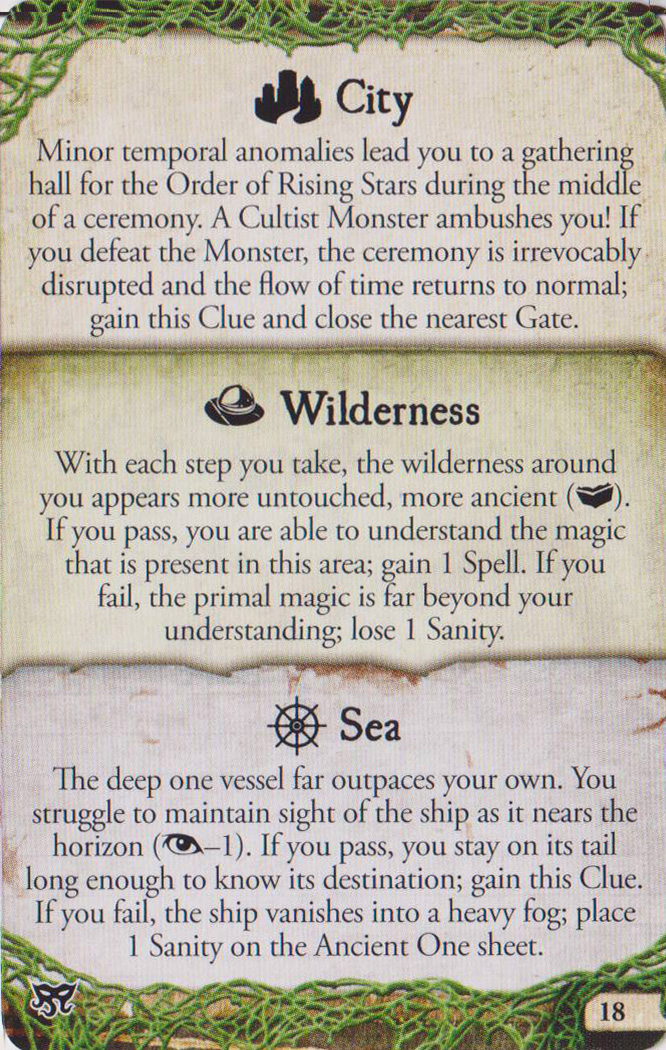 City
Minor temporal anomalies lead you to a gathering
hall for the Order of Rising Stars during the middle
of a ceremony. A Cultist Monster ambushes you! If
you defeat the Monster, the ceremony is irrevocably
disrupted and the flow of time returns to normal;
gain this Clue and close the nearest Gate.
Wilderness
With each step you take, the wilderness around
you appears more untouched, more ancient ( ).
If you pass, you are able to understand the magic
that is present in this area; gain 1 Spell. If you
fail, the primal magic is far beyond your
understanding; lose 1 Sanity.
Sea
The deep one vessel far outpaces your own. You
struggle to maintain sight of the ship as it nears the
horizon ( –1). If you pass, you stay on its tail
long enough to know its destination; gain this Clue.
If you fail, the ship vanishes into a heavy fog; place
1 Sanity on the Ancient One sheet.
18